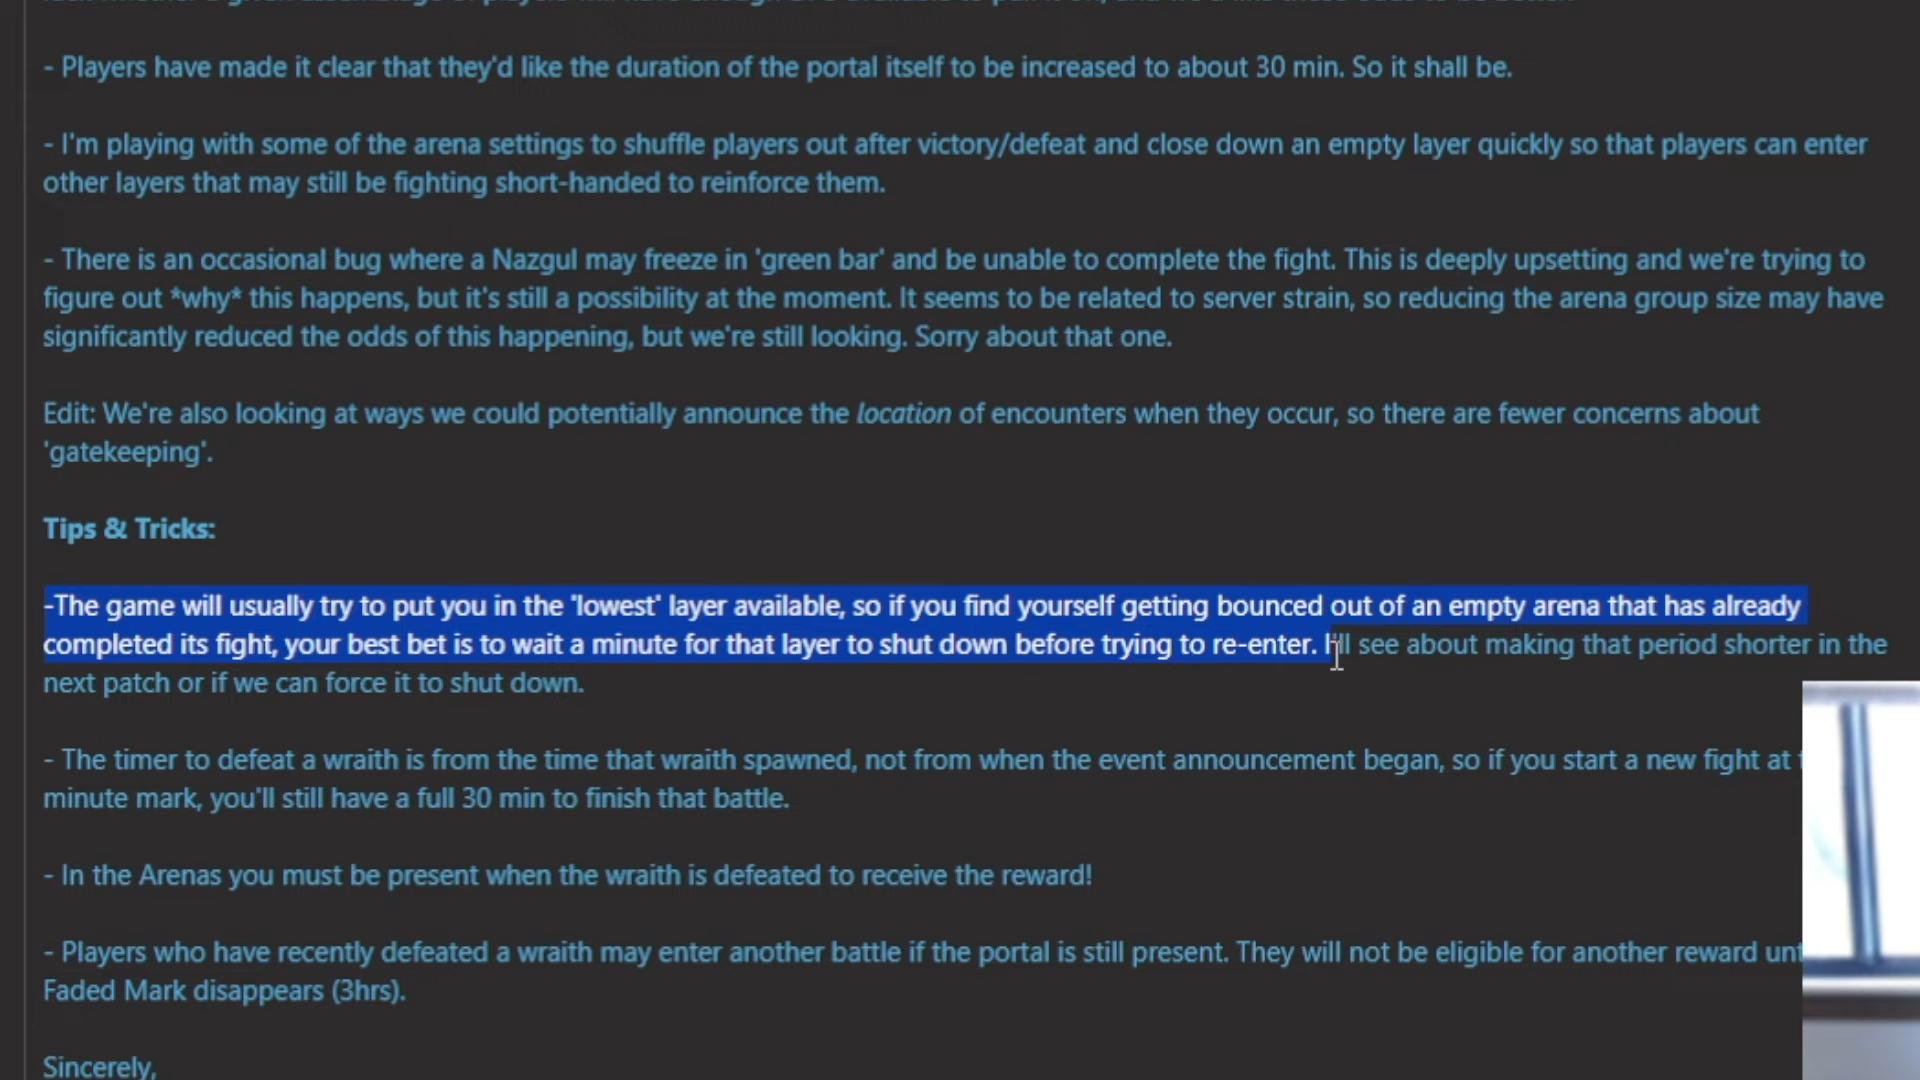 - Players have made it clear that they'd like the duration of the portal itself to be increased to about 30 min. So it shall be.
- I'm playing with some of the arena settings to shuffle players out after victory/defeat and close down an empty layer quickly so that players can enter
other layers that may still be fighting short-handed to reinforce them.
- There is an occasional bug where a Nazgul may freeze in 'green bar' and be unable to complete the fight. This is deeply upsetting and we're trying to
figure out *why* this happens, but it's still a possibility at the moment. It seems to be related to server strain, so reducing the arena group size may have
significantly reduced the odds of this happening, but we're still looking. Sorry about that one.
Edit: We're also looking at ways we could potentially announce the location of encounters when they occur, so there are fewer concerns about
'gatekeeping'.
Tips & Tricks:
-The game will usually try to put you in the 'lowest' layer available, so if you find yourself getting bounced out of an empty arena that has already
completed its fight, your best bet is to wait a minute for that layer to shut down before trying to re-enter. I'll see about making that period shorter in the
next patch or if we can force it to shut down.
- The timer to defeat a wraith is from the time that wraith spawned, not from when the event announcement began, so if you start a new fight at
minute mark, you'll still have a full 30 min to finish that battle.
- In the Arenas you must be present when the wraith is defeated to receive the reward!
- Players who have recently defeated a wraith may enter another battle if the portal is still present. They will not be eligible for another reward
Faded Mark disappears (3hrs).
Sincerely,